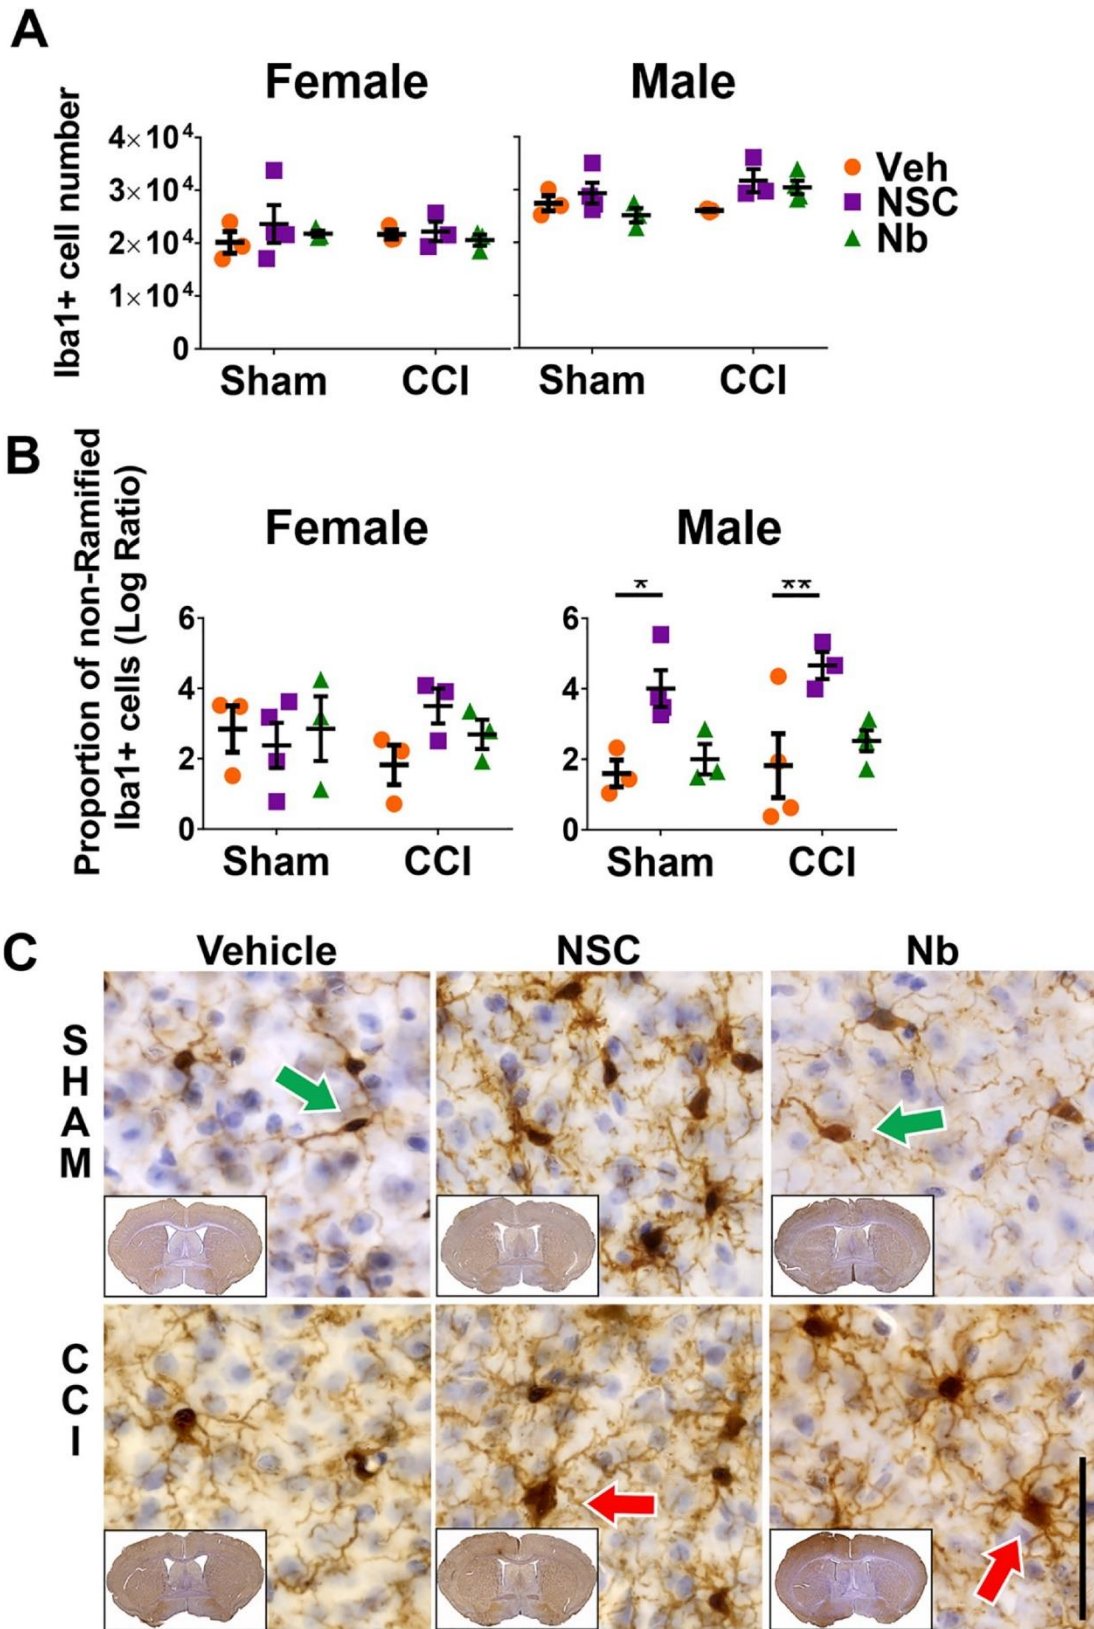 A
Female Male
Iba1+ cell number
4×10⁴
3×10⁴
2×10⁴
1×10⁴
0
Sham CCI Sham CCI
Veh
NSC
Nb
B
Proportion of non-Ramified
Iba1+ cells (Log Ratio)
Female Male
* **
6 6
4 4
2 2
0 0
Sham CCI Sham CCI
C
Vehicle NSC Nb
SHAM
CCI